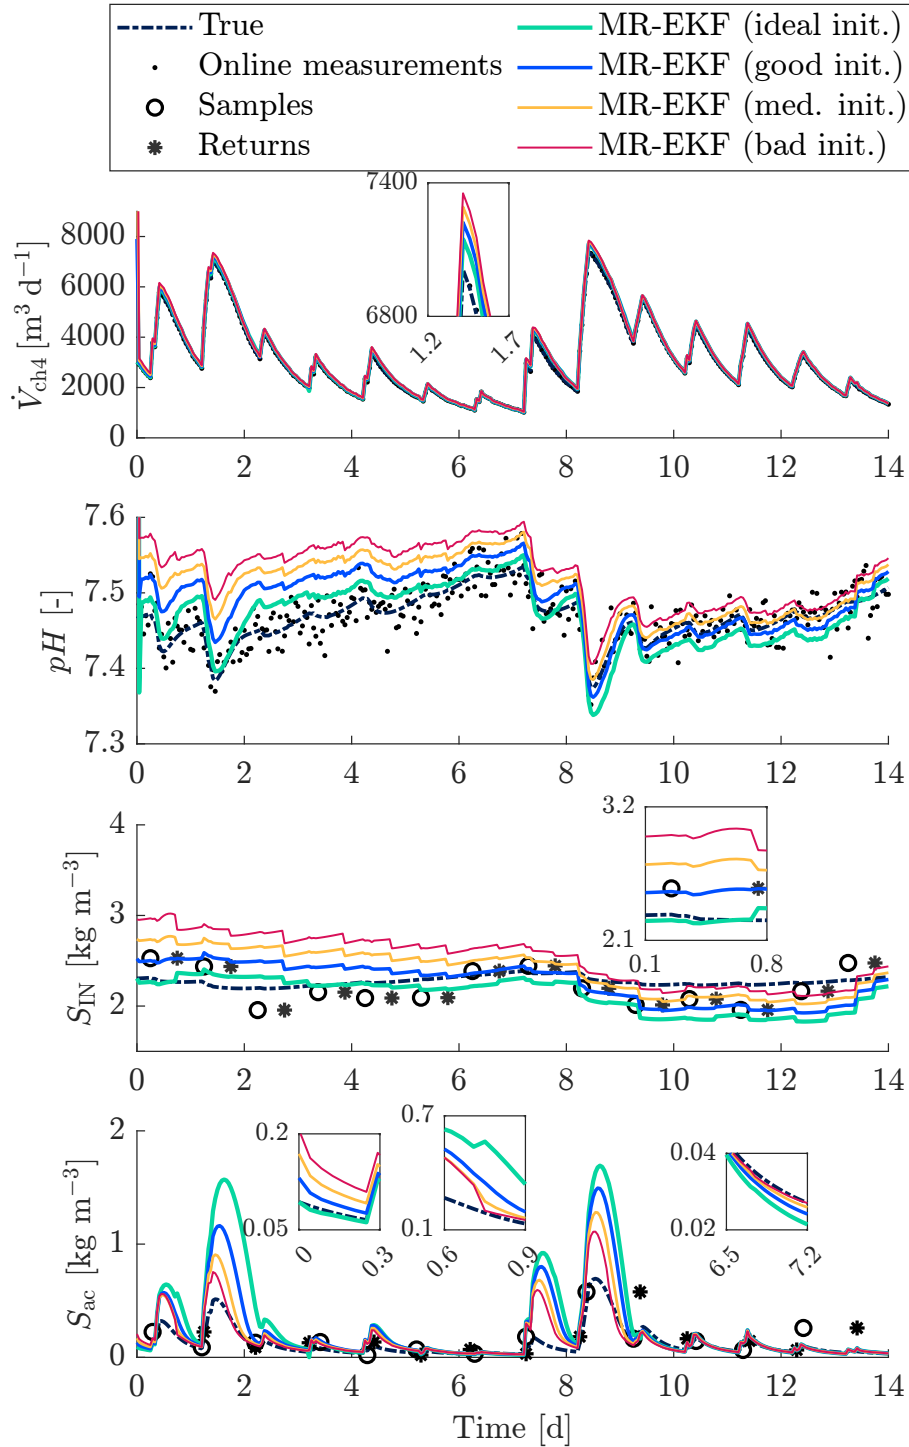 True
Online measurements
Samples
Returns
MR-EKF (ideal init.)
MR-EKF (good init.)
MR-EKF (med. init.)
MR-EKF (bad init.)
V̇ch4 [m³ d⁻¹]
8000
6000
4000
2000
0
7400
6800
1.2
1.7
0 2 4 6 8 10 12 14
pH [-]
7.6
7.5
7.4
7.3
0 2 4 6 8 10 12 14
S_IN [kg m⁻³]
4
3
2
3.2
2.1
0.1 0.8
0 2 4 6 8 10 12 14
S_ac [kg m⁻³]
2
1
0
0.2
0.05
0
0.3
0.7
0.1
0.6
0.9
0.04
0.02
6.5
7.2
0 2 4 6 8 10 12 14
Time [d]